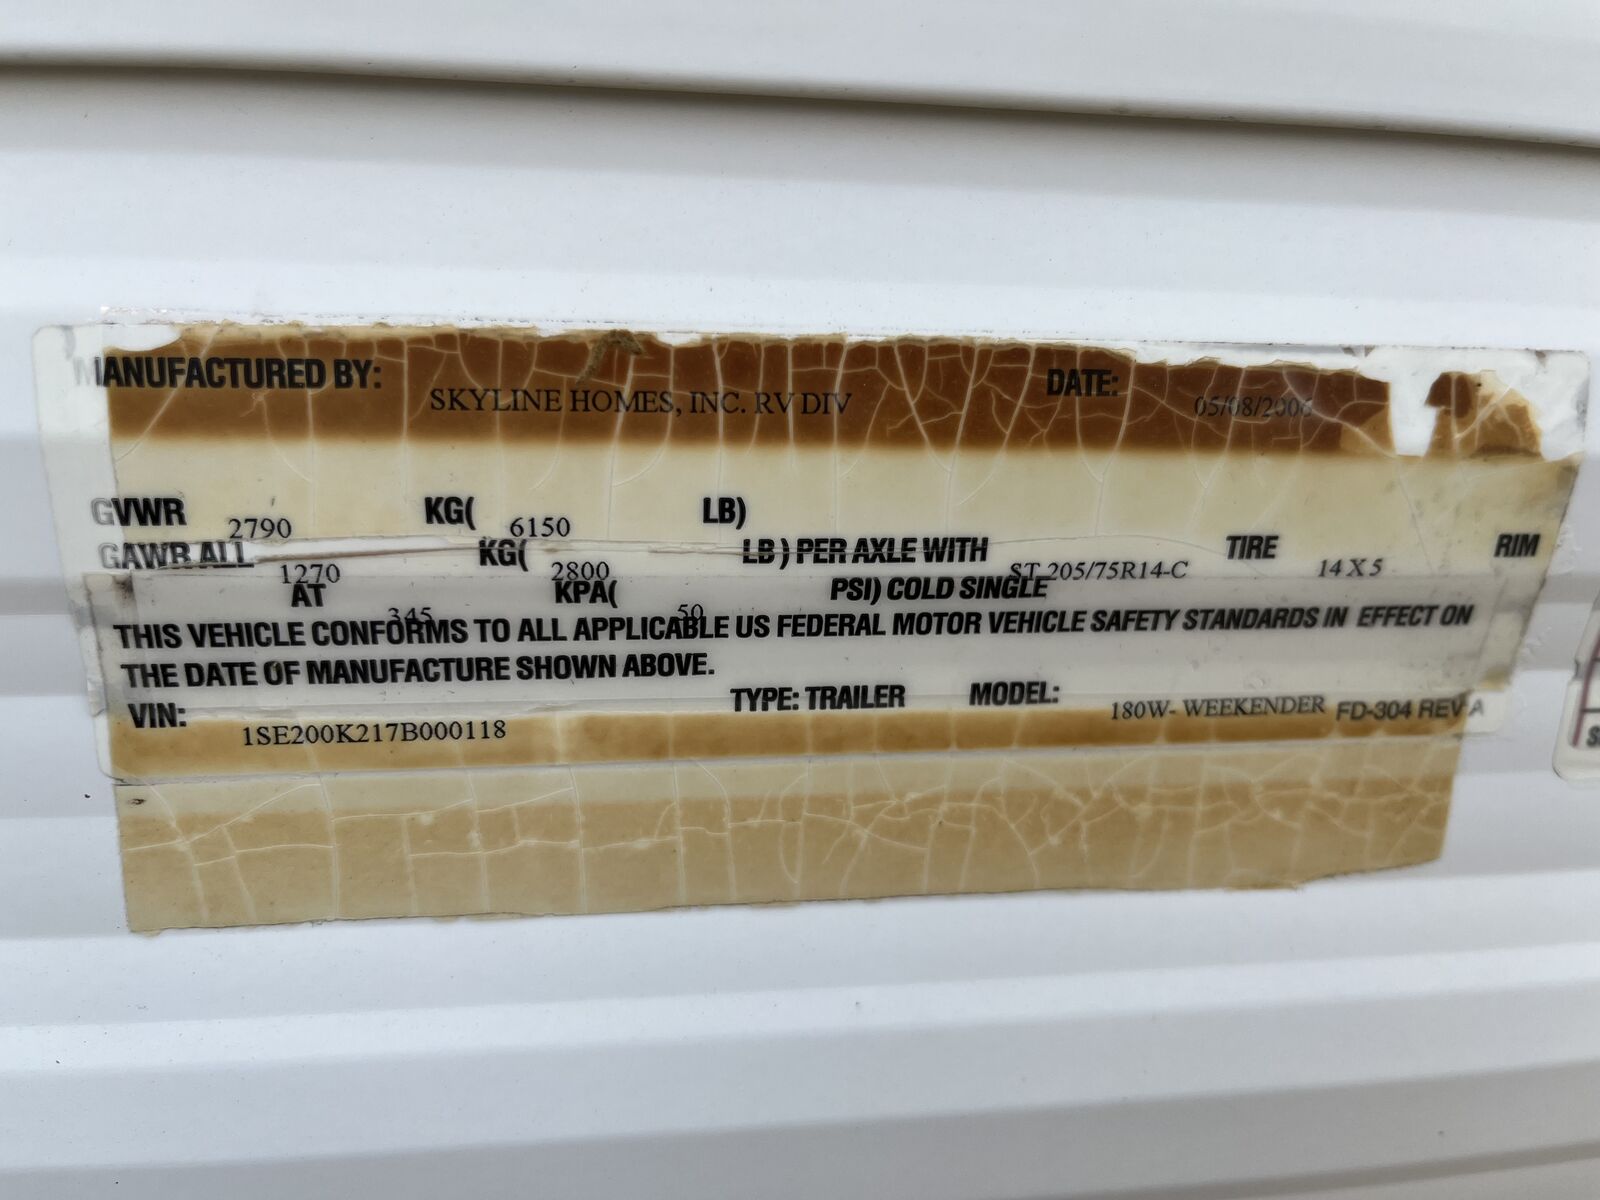 MANUFACTURED BY: SKYLINE HOMES, INC. RV DIV DATE: 05/08/2006
GVWR 2790 KG( 6150 LB)
GAWR ALL 1270 KG( 2800 LB) PER AXLE WITH ST 205/75R14-C TIRE 14 X 5 RIM
AT 345 KPA( 50 PSI) COLD SINGLE
THIS VEHICLE CONFORMS TO ALL APPLICABLE US FEDERAL MOTOR VEHICLE SAFETY STANDARDS IN EFFECT ON
THE DATE OF MANUFACTURE SHOWN ABOVE.
VIN: 1SE200K217B000118 TYPE: TRAILER MODEL: 180W- WEEKENDER FD-304 REV A